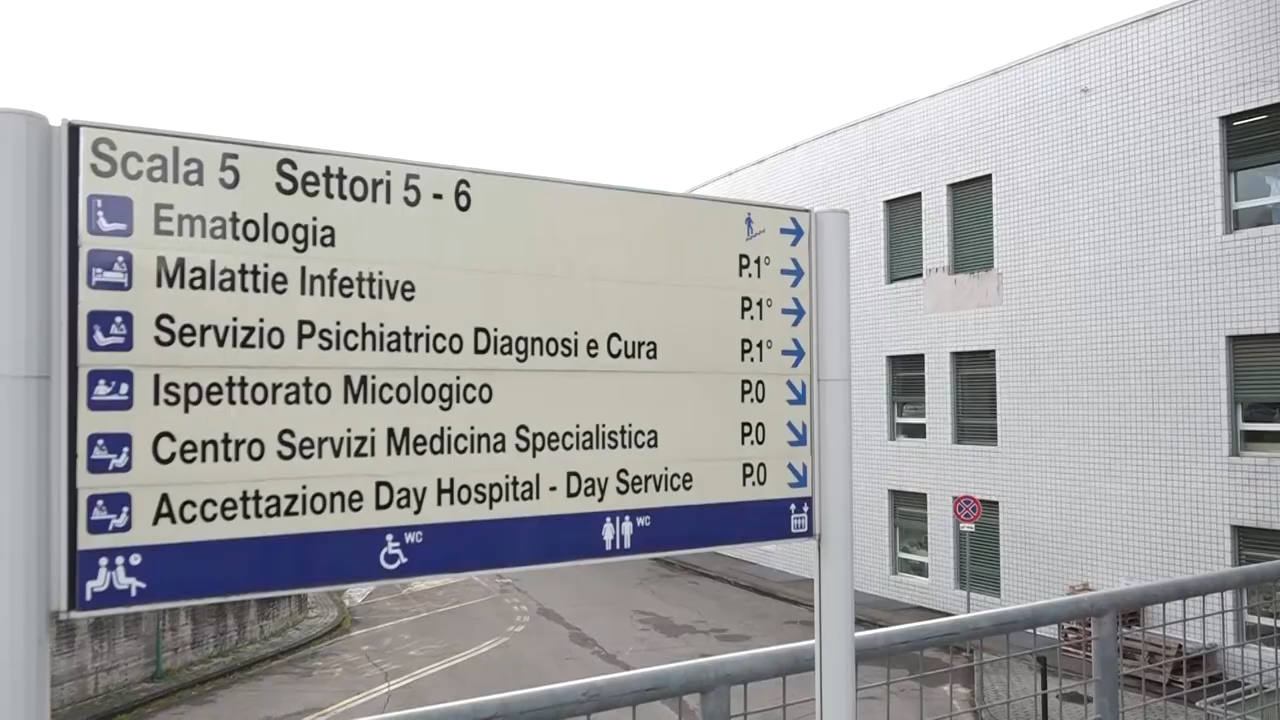 Scala 5 Settori 5 - 6
Ematologia
Malattie Infettive P.1°
Servizio Psichiatrico Diagnosi e Cura P.1°
P.1°
Ispettorato Micologico P.0
Centro Servizi Medicina Specialistica P.0
Accettazione Day Hospital - Day Service P.0
WC WC